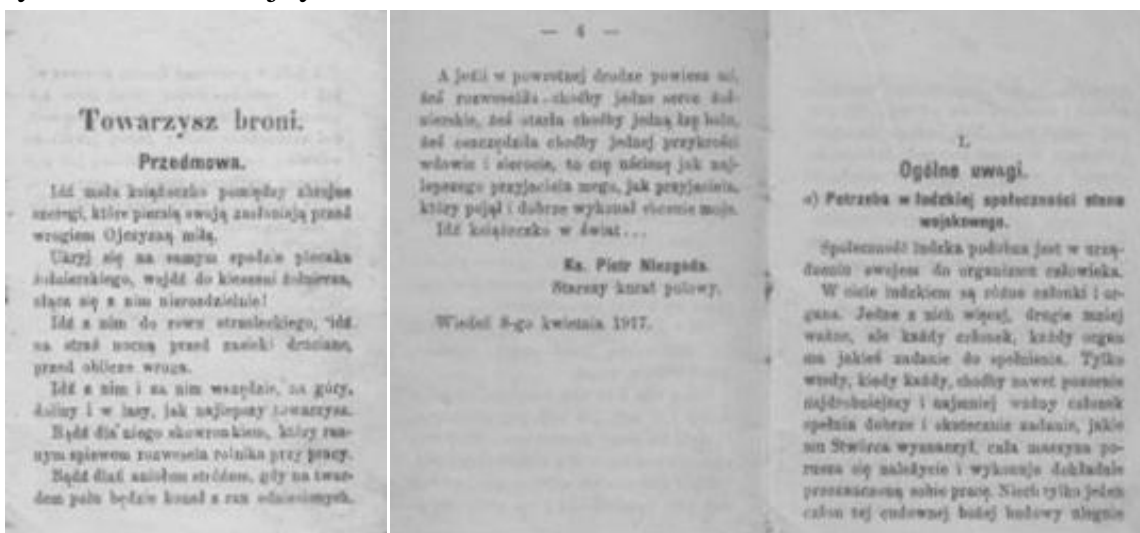 Towarzysz broni.
Przedmowa.
Idź mała książeczko pomiędzy zbrojne
szeregi, które piersią swoją zasłaniają przed
wrogiem Ojczyznę miłą.
Ukryj się na samym spodzie plecaka
żołnierskiego, wejdź do kieszeni żołnierza,
złącz się z nim nierozdzielnie!
Idź z nim do rowu strzeleckiego, idź
na straż nocną przed zasieki druciane,
przed oblicze wroga.
Idź z nim i za nim wszędzie, na góry,
doliny i w lasy, jak najlepszy towarzysz.
Bądź dla niego skowronkiem, który ran-
nym śpiewem rozwesela rolnika przy pracy.
Bądź dlań aniołem stróżem, gdy na twar-
dem polu będzie konał z ran odniesionych.
— 4 —
A jeśli w powrotnej drodze powiesz mi,
żeś rozweseliła choćby jedno serce żoł-
nierskie, żeś starła choćby jedną łzę bolu,
żeś oszczędziła choćby jednej przykrości
wdowie i sierocie, to cię uścisnę jak naj-
lepszego przyjaciela mego, jak przyjaciela,
który pojął i dobrze wykonał zlecenie moje.
Idź książeczko w świat...
Ks. Piotr Niezgoda
Starszy kurat polowy.
Wiedeń 8-go kwietnia 1917.
I.
Ogólne uwagi.
a) Potrzeba w ludzkiej społeczności stanu
wojskowego.
Społeczność ludzka podobna jest w urzą-
dzeniu swojem do organizmu człowieka.
W ciele ludzkiem są różne członki i or-
gana. Jedne z nich więcej, drugie mniej
ważne, ale każdy członek, każdy organ
ma jakieś zadanie do spełnienia. Tylko
wtedy, kiedy każdy, choćby nawet pozornie
najdrobniejszy i najmniej ważny członek
spełnia dobrze i skutecznie zadanie, jakie
mu Stwórca wyznaczył, cała maszyna po-
rusza się należycie i wykonuje dokładnie
przeznaczoną sobie pracę. Niech tylko jeden
człon tej cudownej bożej budowy ulegnie